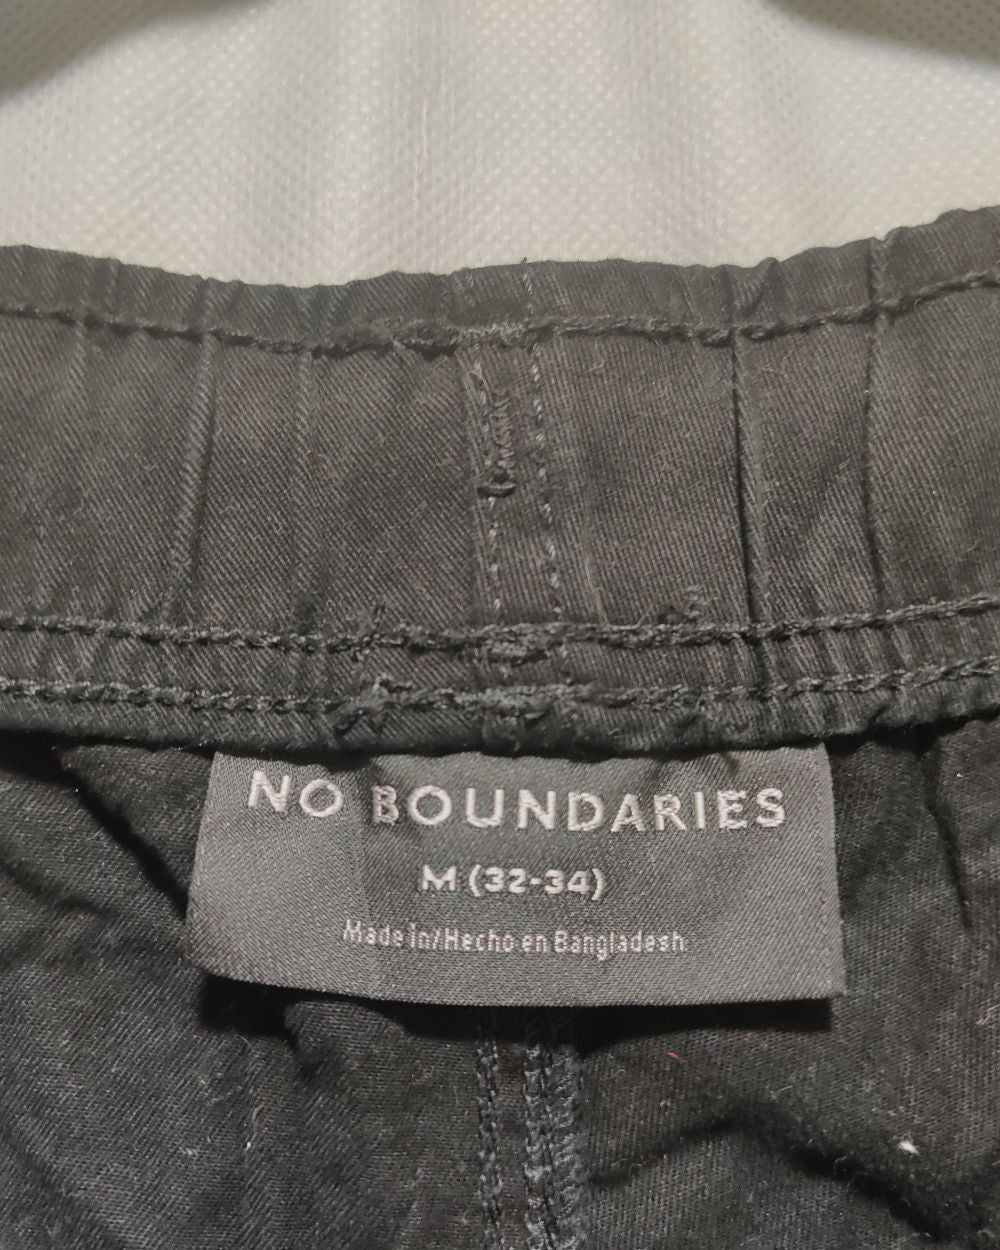 NO BOUNDARIES
M (32-34)
Made In/Hecho en Bangladesh